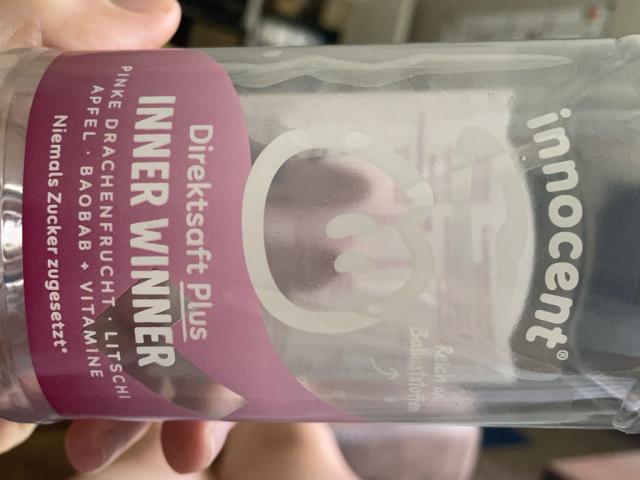 innocent®
Reich an
Ballaststoffen
Direktsaft Plus
INNER WINNER
PINKE DRACHENFRUCHT · LITSCHI
APFEL · BAOBAB + VITAMINE
Niemals Zucker zugesetzt*